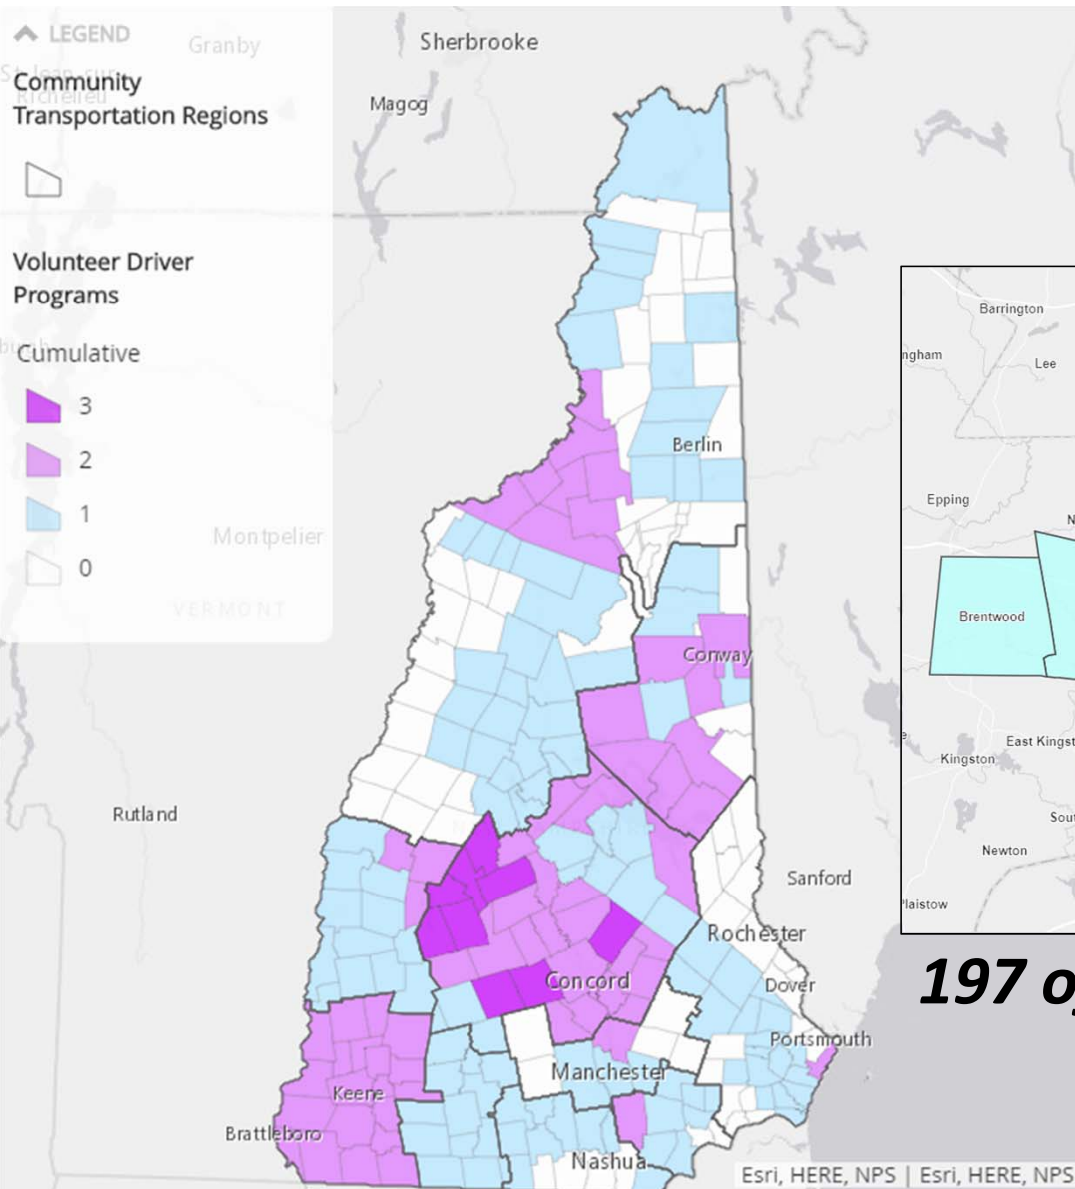 LEGEND
Community
Transportation Regions
Volunteer Driver
Programs
Cumulative
3
2
1
0
Granby
Sherbrooke
Magog
Montpelier
VERMONT
Berlin
Conway
Rutland
Sanford
Rochester
Concord
Dover
Portsmouth
Manchester
Keene
Brattleboro
Nashua
Barrington
ngham
Lee
Epping
N
Brentwood
East Kingst
Kingston
Sou
Newton
Plaistow
197 o
Esri, HERE, NPS | Esri, HERE, NPS